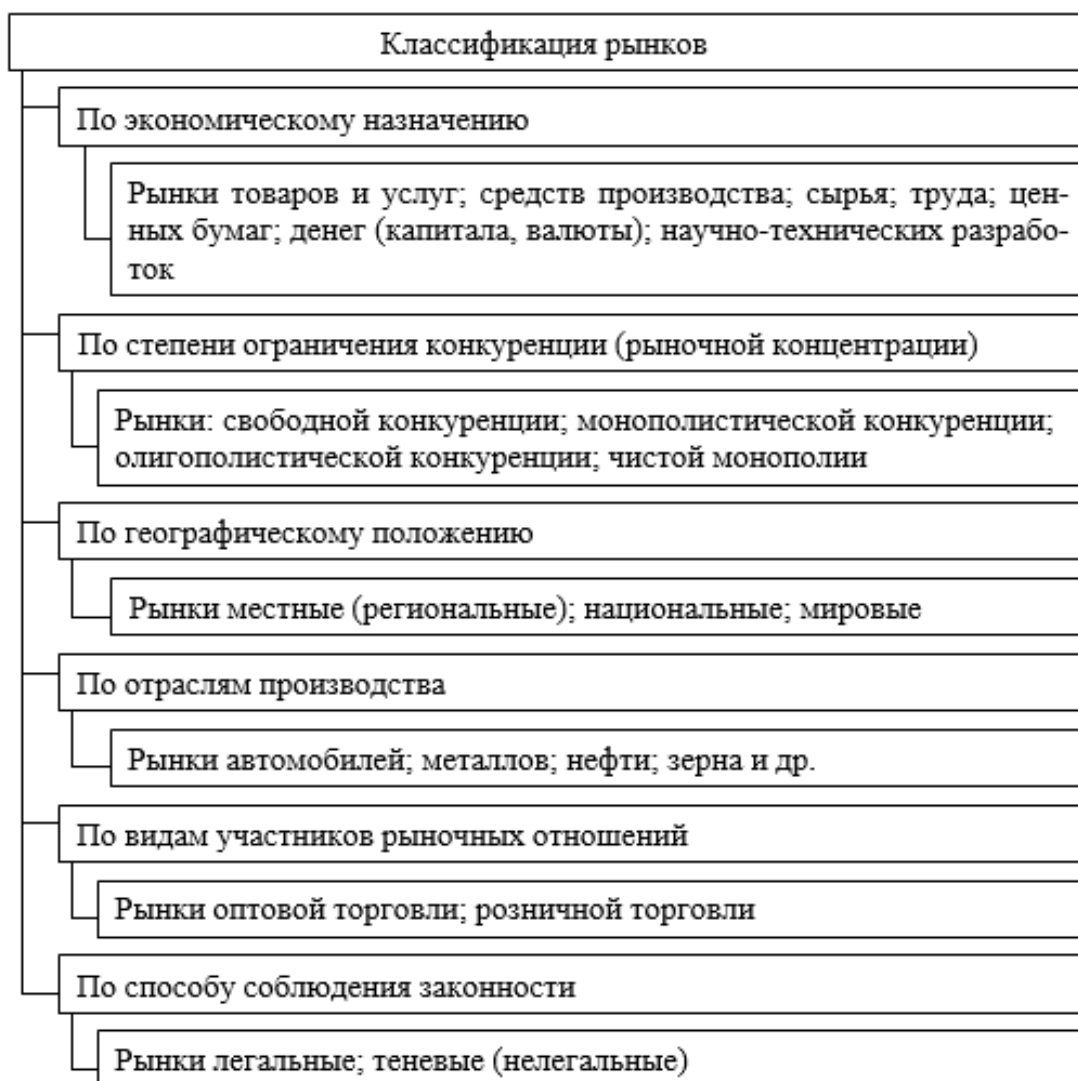 Классификация рынков
По экономическому назначению
Рынки товаров и услуг; средств производства; сырья; труда; цен-
ных бумаг; денег (капитала, валюты); научно-технических разрабо-
ток
По степени ограничения конкуренции (рыночной концентрации)
Рынки: свободной конкуренции; монополистической конкуренции;
олигополистической конкуренции; чистой монополии
По географическому положению
Рынки местные (региональные); национальные; мировые
По отраслям производства
Рынки автомобилей; металлов; нефти; зерна и др.
По видам участников рыночных отношений
Рынки оптовой торговли; розничной торговли
По способу соблюдения законности
Рынки легальные; теневые (нелегальные)